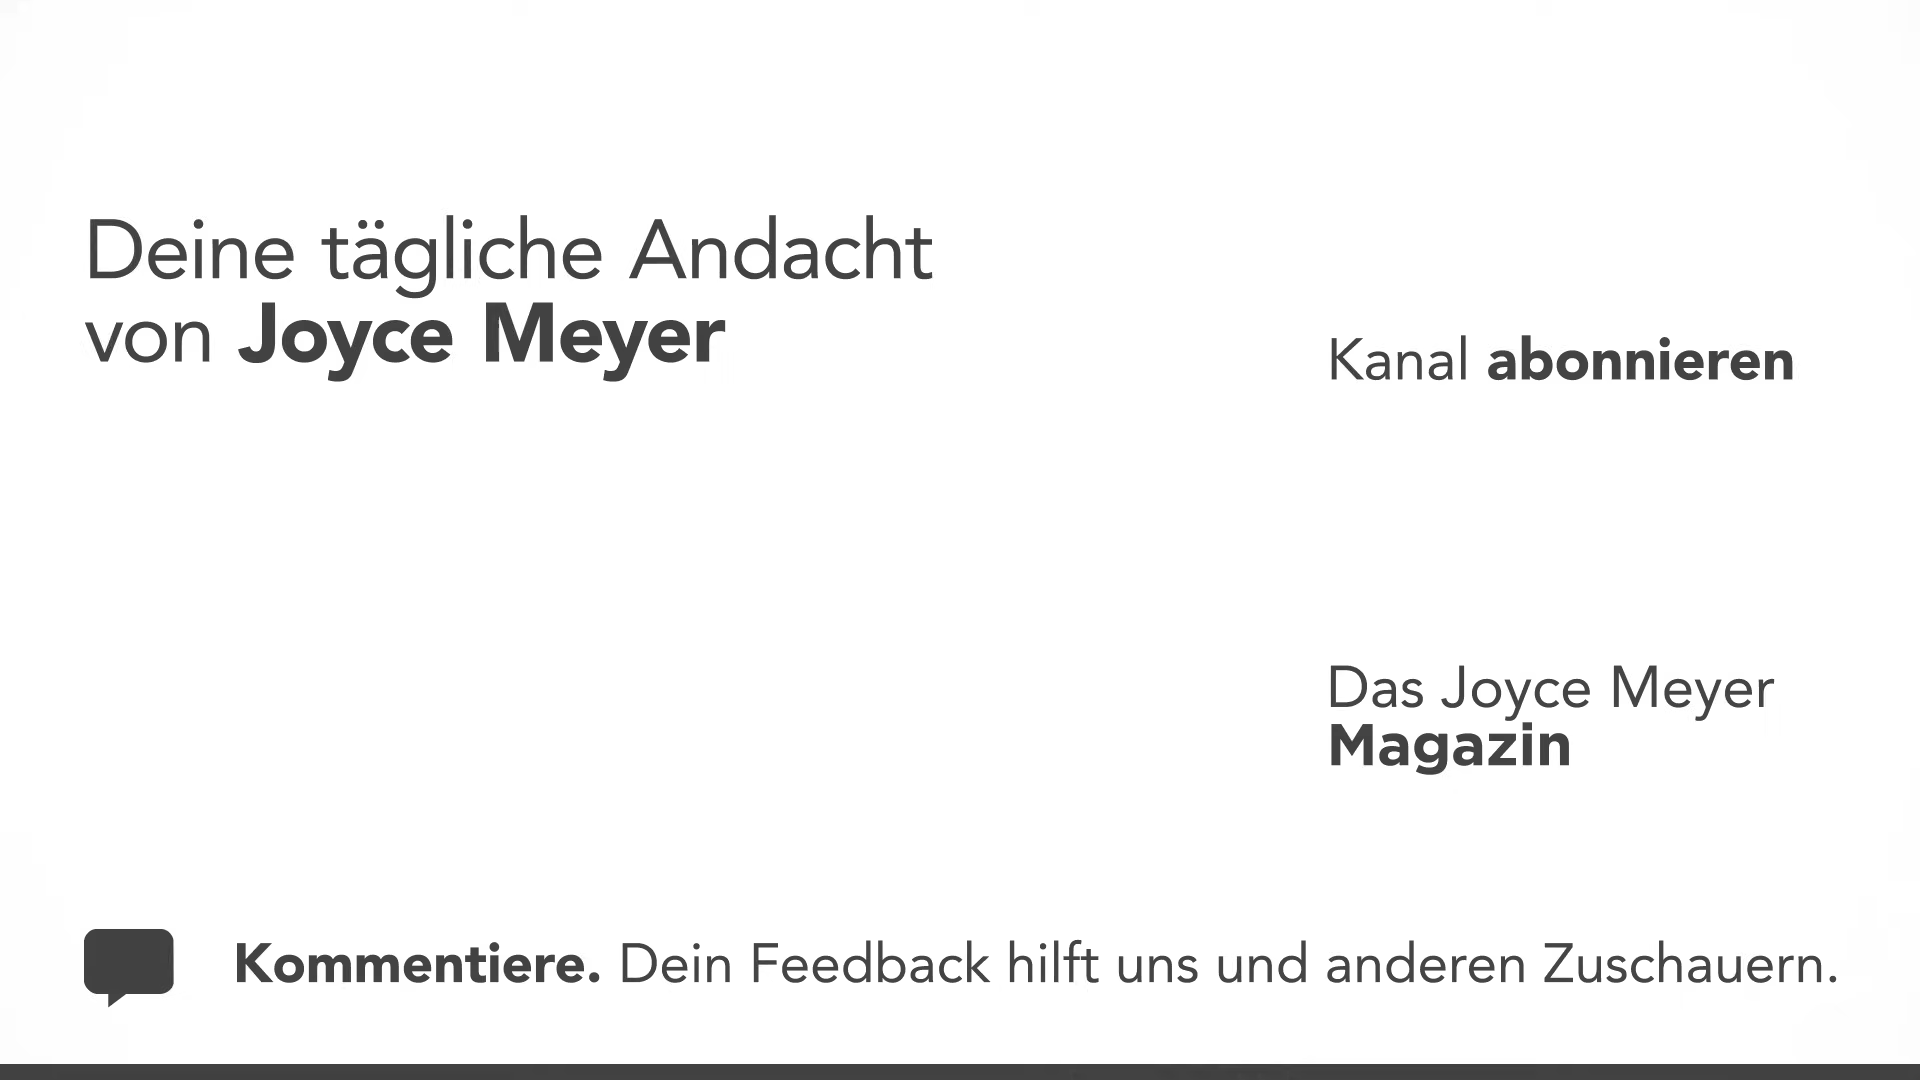 Deine tägliche Andacht
von Joyce Meyer
Kanal abonnieren
Das Joyce Meyer
Magazin
Kommentiere. Dein Feedback hilft uns und anderen Zuschauern.